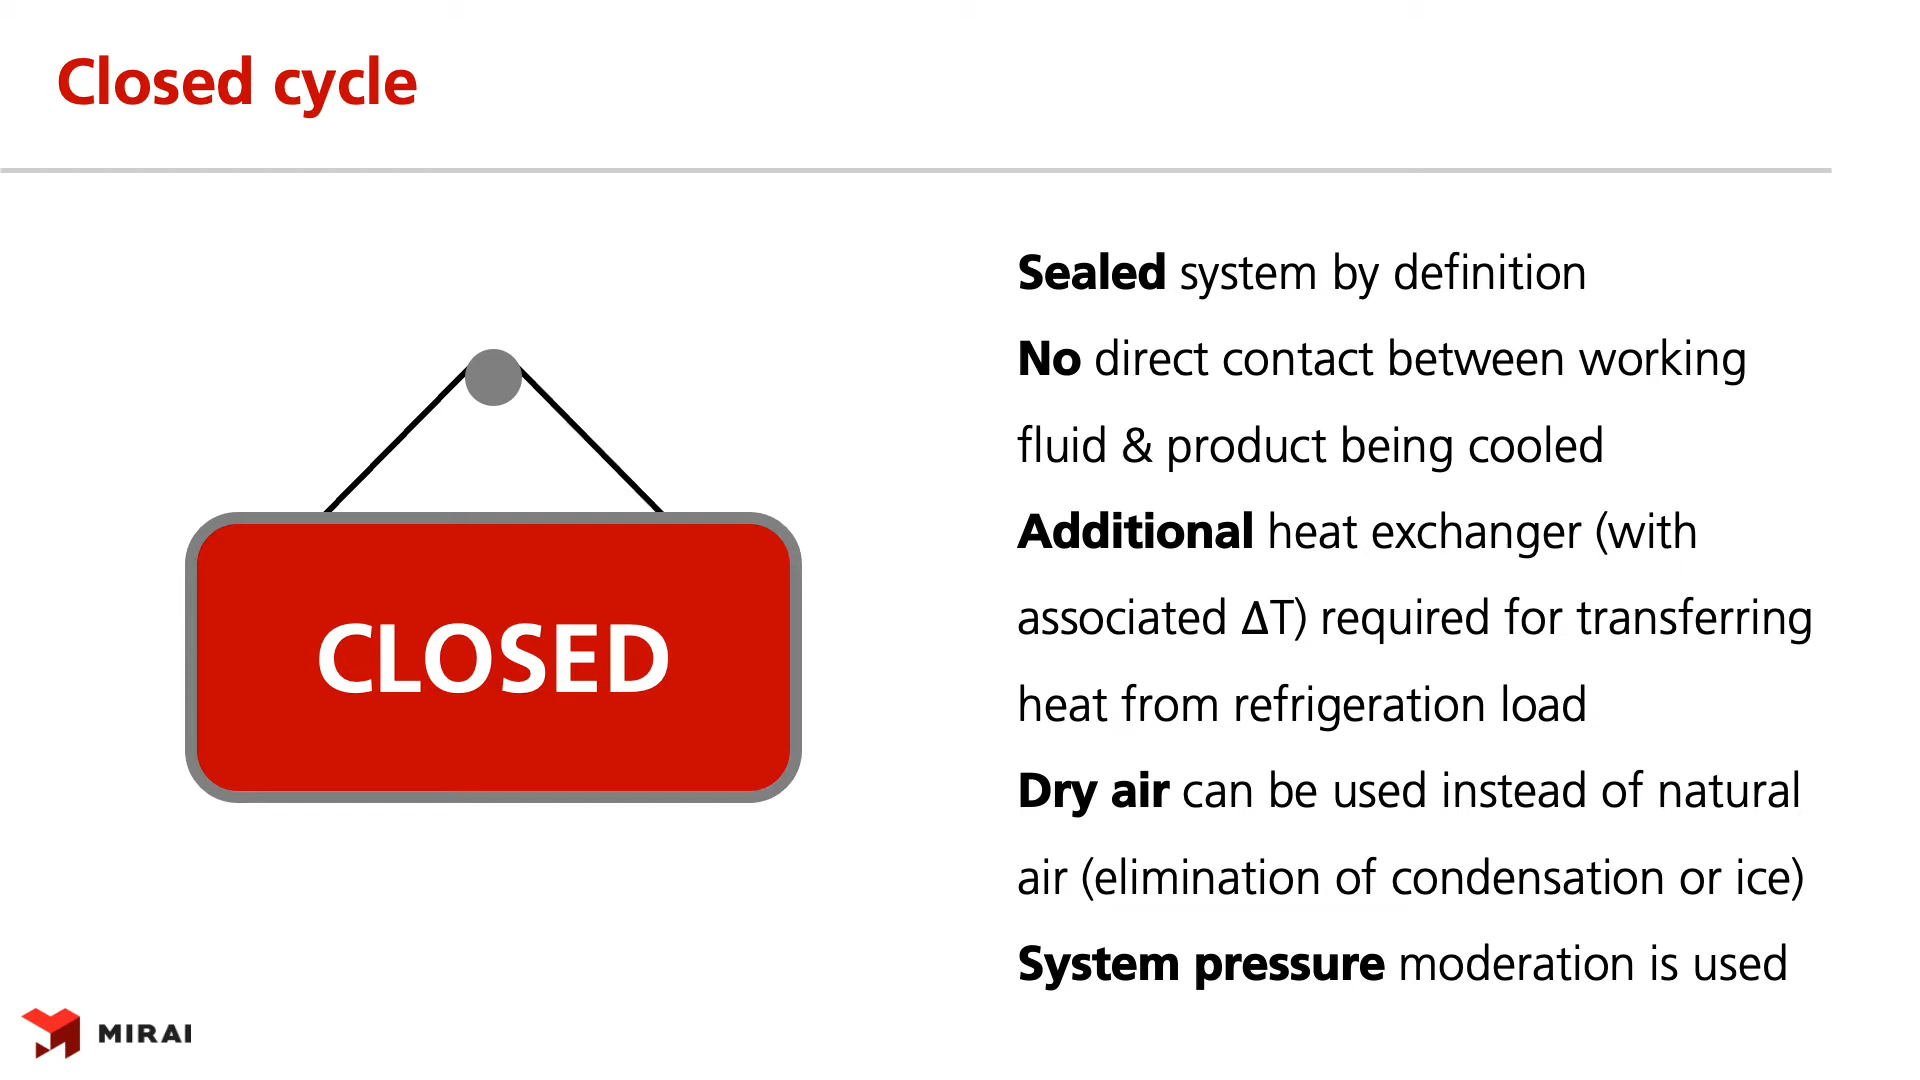 Closed cycle
CLOSED
Sealed system by definition
No direct contact between working
fluid & product being cooled
Additional heat exchanger (with
associated ΔT) required for transferring
heat from refrigeration load
Dry air can be used instead of natural
air (elimination of condensation or ice)
System pressure moderation is used
MIRAI